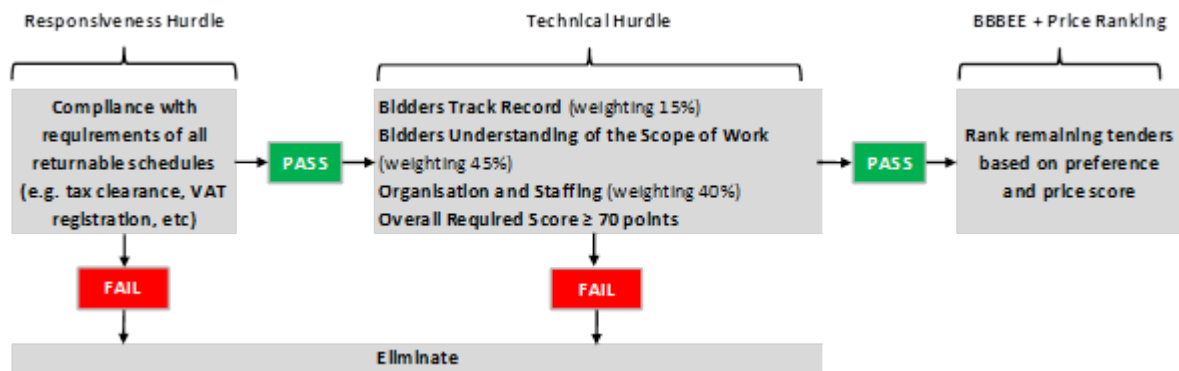 Responsiveness Hurdle
Technical Hurdle
BBBEE + Price Ranking
Compliance with
requirements of all
returnable schedules
(e.g. tax clearance, VAT
registration, etc)
PASS
Bidders Track Record (weighting 15%)
Bidders Understanding of the Scope of Work
(weighting 45%)
Organisation and Staffing (weighting 40%)
Overall Required Score ≥ 70 points
PASS
Rank remaining tenders
based on preference
and price score
FAIL
FAIL
Eliminate